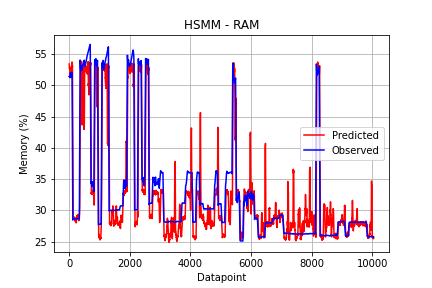 HSMM - RAM
Memory (%)
55
50
45
40
35
30
25
Predicted
Observed
0
2000
4000
6000
8000
10000
Datapoint